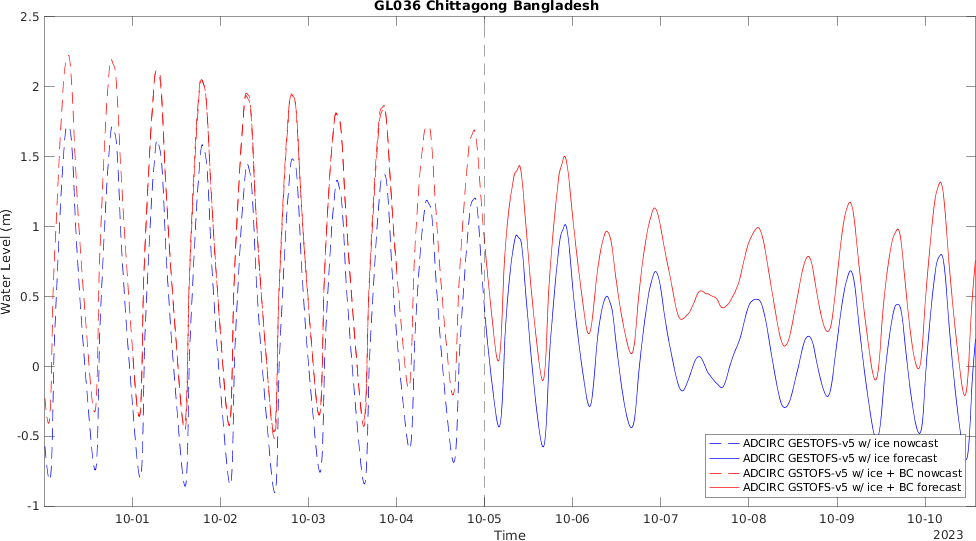 GL036 Chittagong Bangladesh
2.5
2
1.5
1
0.5
0
-0.5
-1
Water Level (m)
ADCIRC GESTOFS-v5 w/ ice nowcast
ADCIRC GESTOFS-v5 w/ ice forecast
ADCIRC GSTOFS-v5 w/ ice + BC nowcast
ADCIRC GSTOFS-v5 w/ ice + BC forecast
10-01 10-02 10-03 10-04 10-05 10-06 10-07 10-08 10-09 10-10
Time
2023